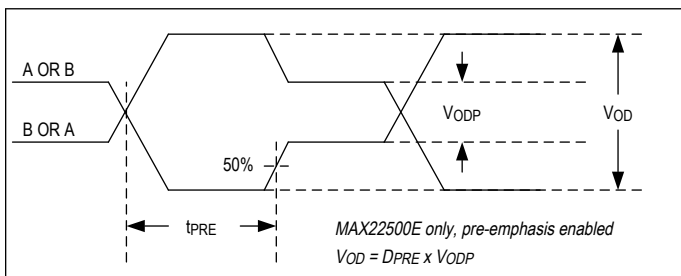 A OR B
B OR A
VODP
VOD
50%
tPRE
MAX22500E only, pre-emphasis enabled
VOD = DPRE x VODP